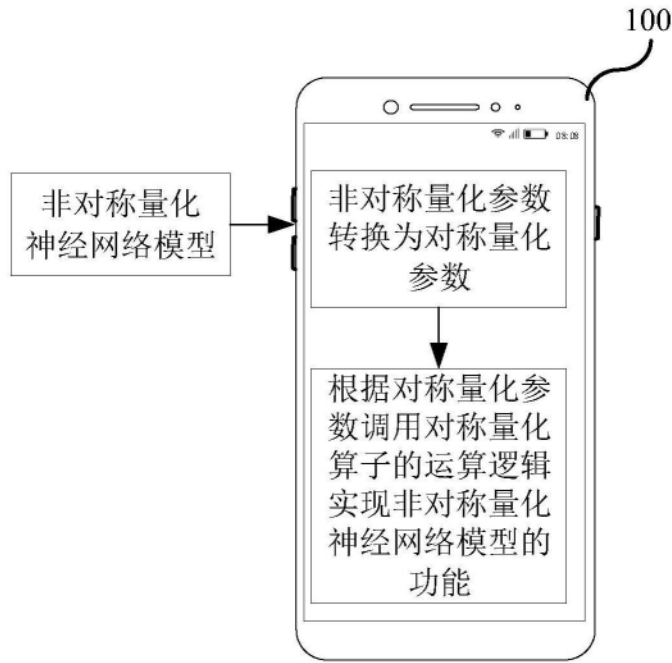 100
08:08
非对称量化
神经网络模型
非对称量化参数
转换为对称量化
参数
根据对称量化参
数调用对称量化
算子的运算逻辑
实现非对称量化
神经网络模型的
功能